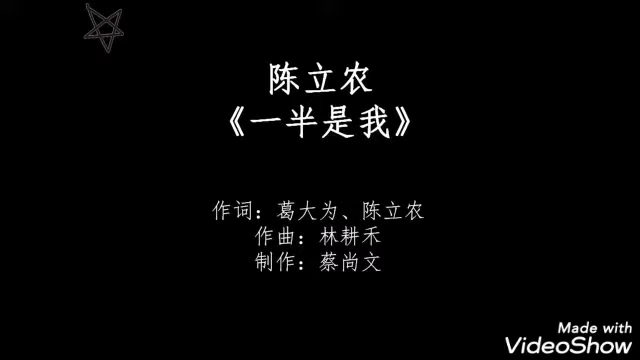 陈立农
《一半是我》
作词：葛大为、陈立农
作曲：林耕禾
制作：蔡尚文
Made with
VideoShow